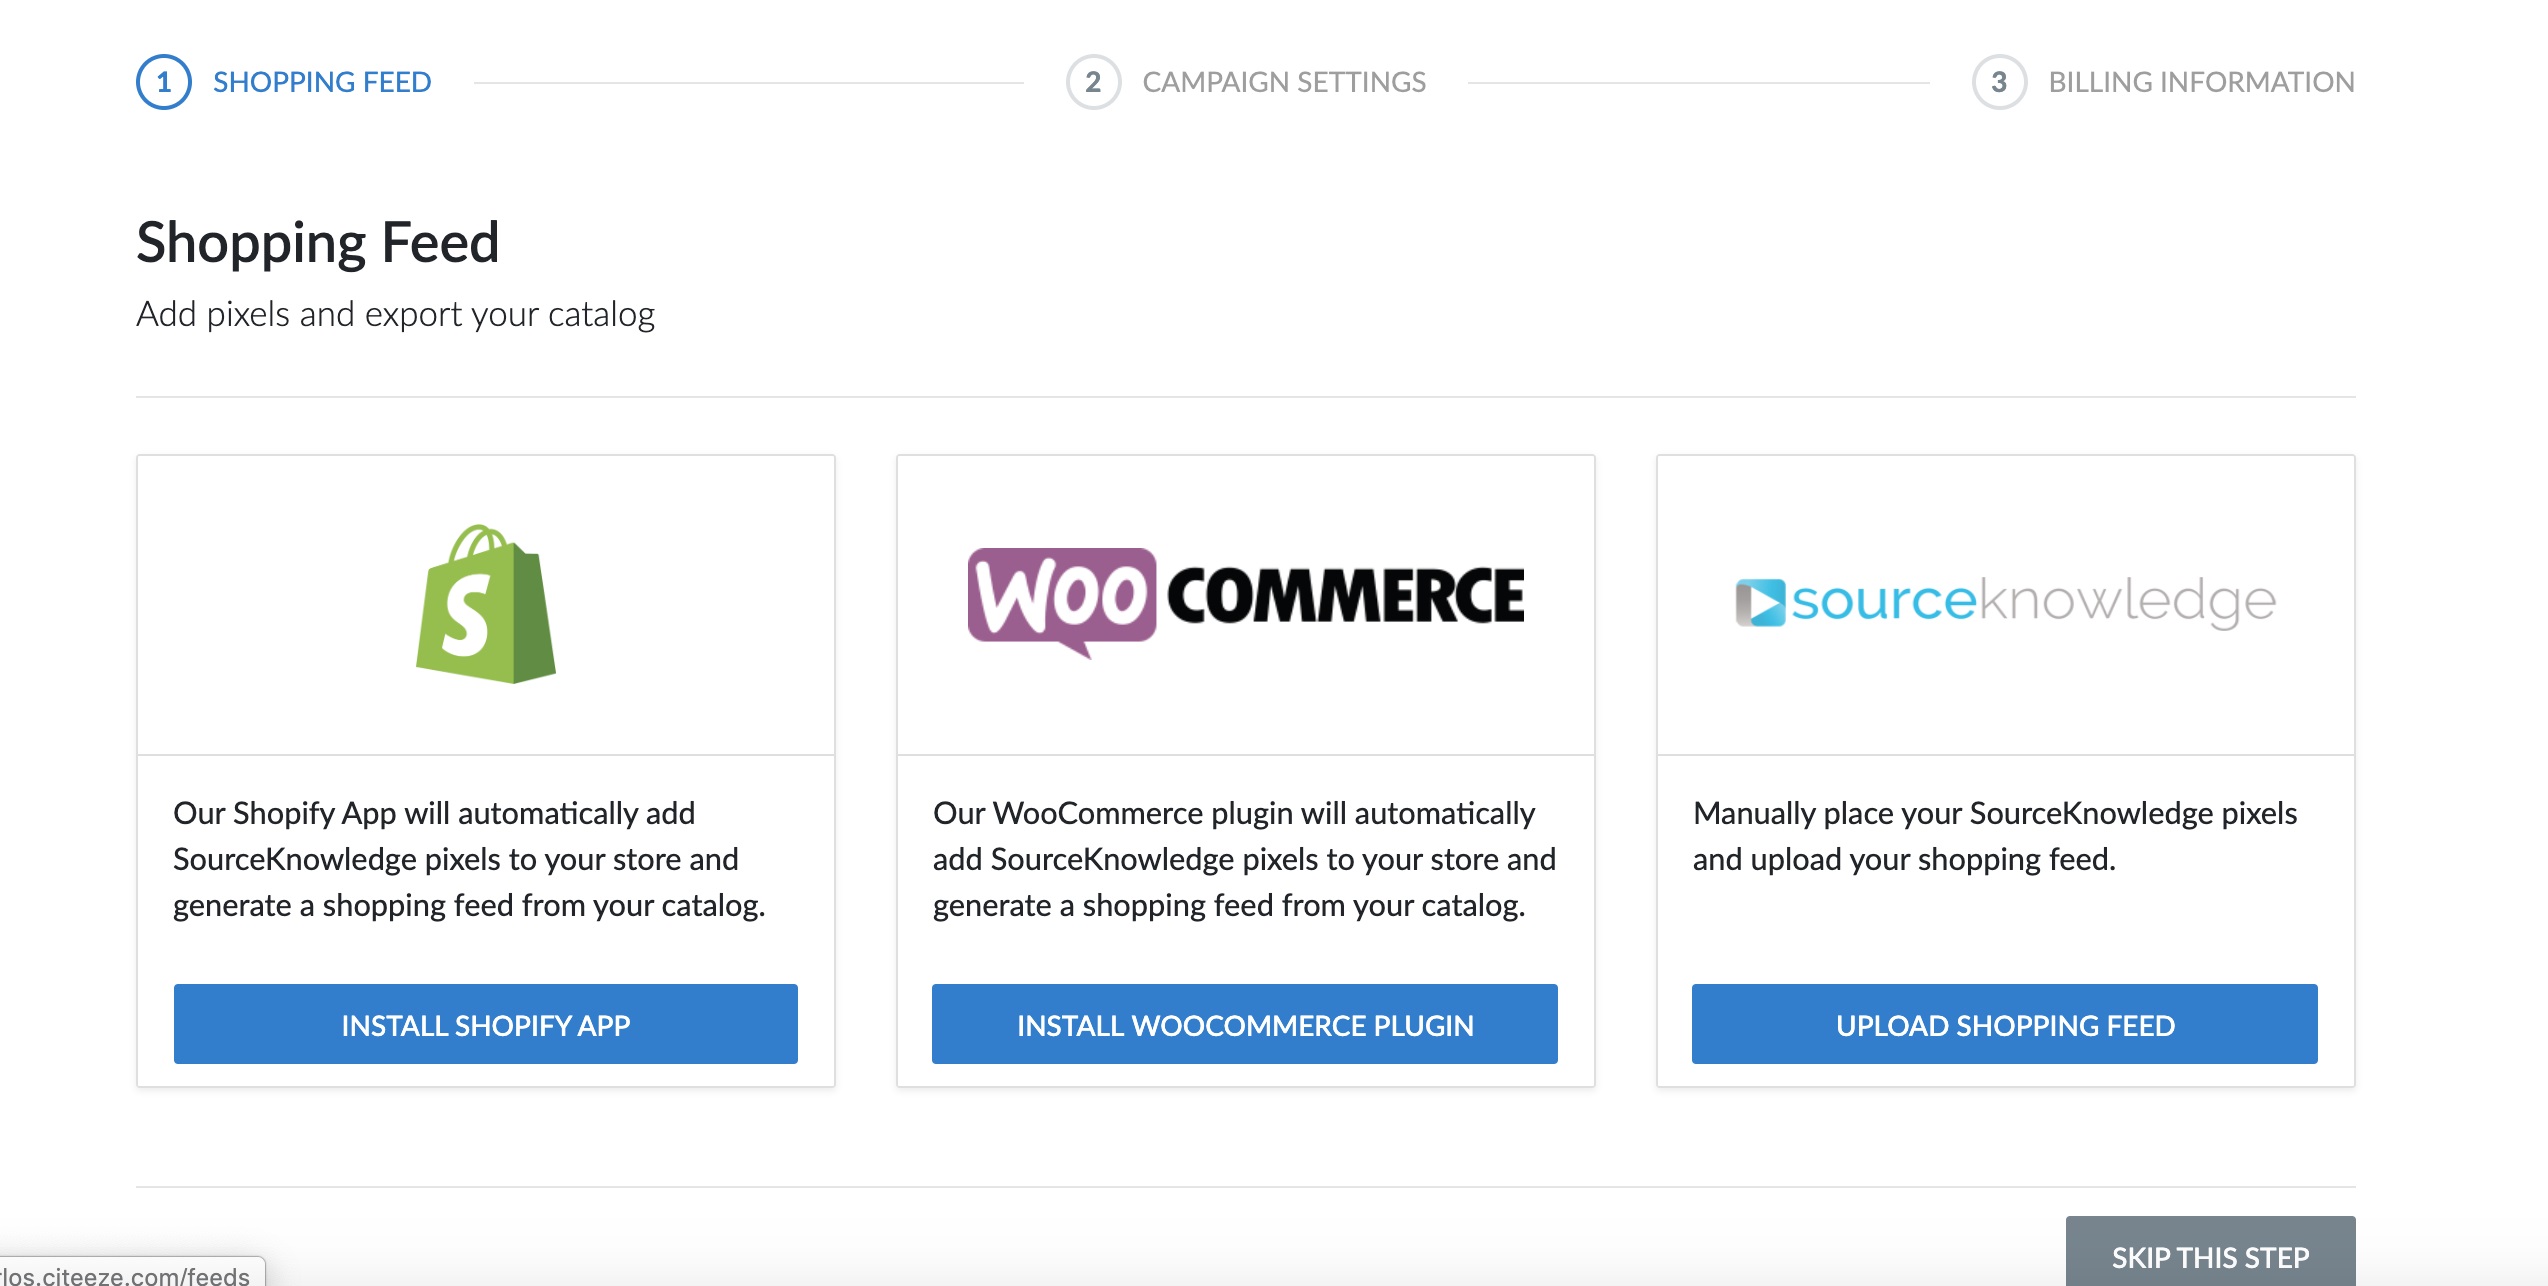 1 SHOPPING FEED 2 CAMPAIGN SETTINGS 3 BILLING INFORMATION
Shopping Feed
Add pixels and export your catalog
S
WOO COMMERCE
sourceknowledge
Our Shopify App will automatically add
SourceKnowledge pixels to your store and
generate a shopping feed from your catalog.
INSTALL SHOPIFY APP
Our WooCommerce plugin will automatically
add SourceKnowledge pixels to your store and
generate a shopping feed from your catalog.
INSTALL WOOCOMMERCE PLUGIN
Manually place your SourceKnowledge pixels
and upload your shopping feed.
UPLOAD SHOPPING FEED
SKIP THIS STEP
los.citeeze.com/feeds